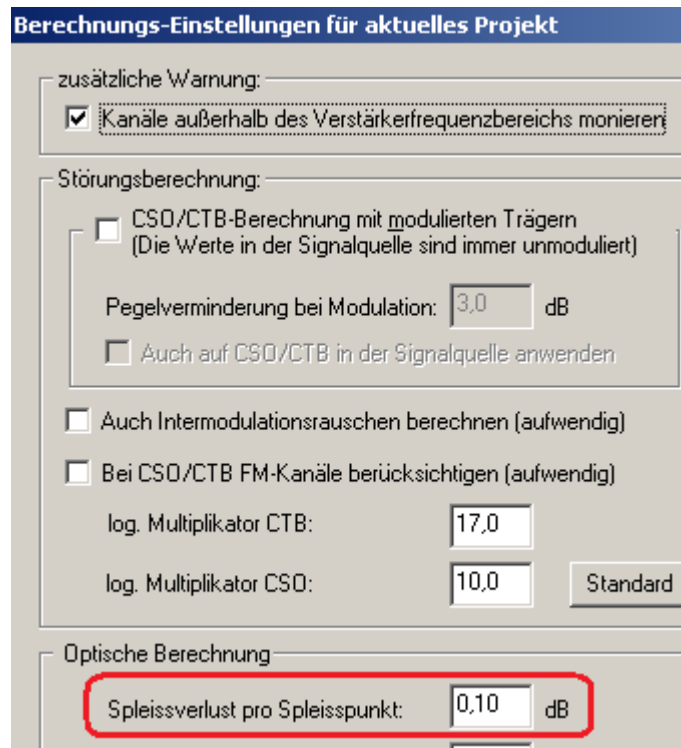 Berechnungs-Einstellungen für aktuelles Projekt
zusätzliche Warnung:
Kanäle außerhalb des Verstärkerfrequenzbereichs monieren
Störungsberechnung:
CSO/CTB-Berechnung mit modulierten Trägern
(Die Werte in der Signalquelle sind immer unmoduliert)
Pegelverminderung bei Modulation: 3,0 dB
Auch auf CSO/CTB in der Signalquelle anwenden
Auch Intermodulationsrauschen berechnen (aufwendig)
Bei CSO/CTB FM-Kanäle berücksichtigen (aufwendig)
log. Multiplikator CTB: 17,0
log. Multiplikator CSO: 10,0 Standard
Optische Berechnung
Spleissverlust pro Spleisspunkt: 0,10 dB